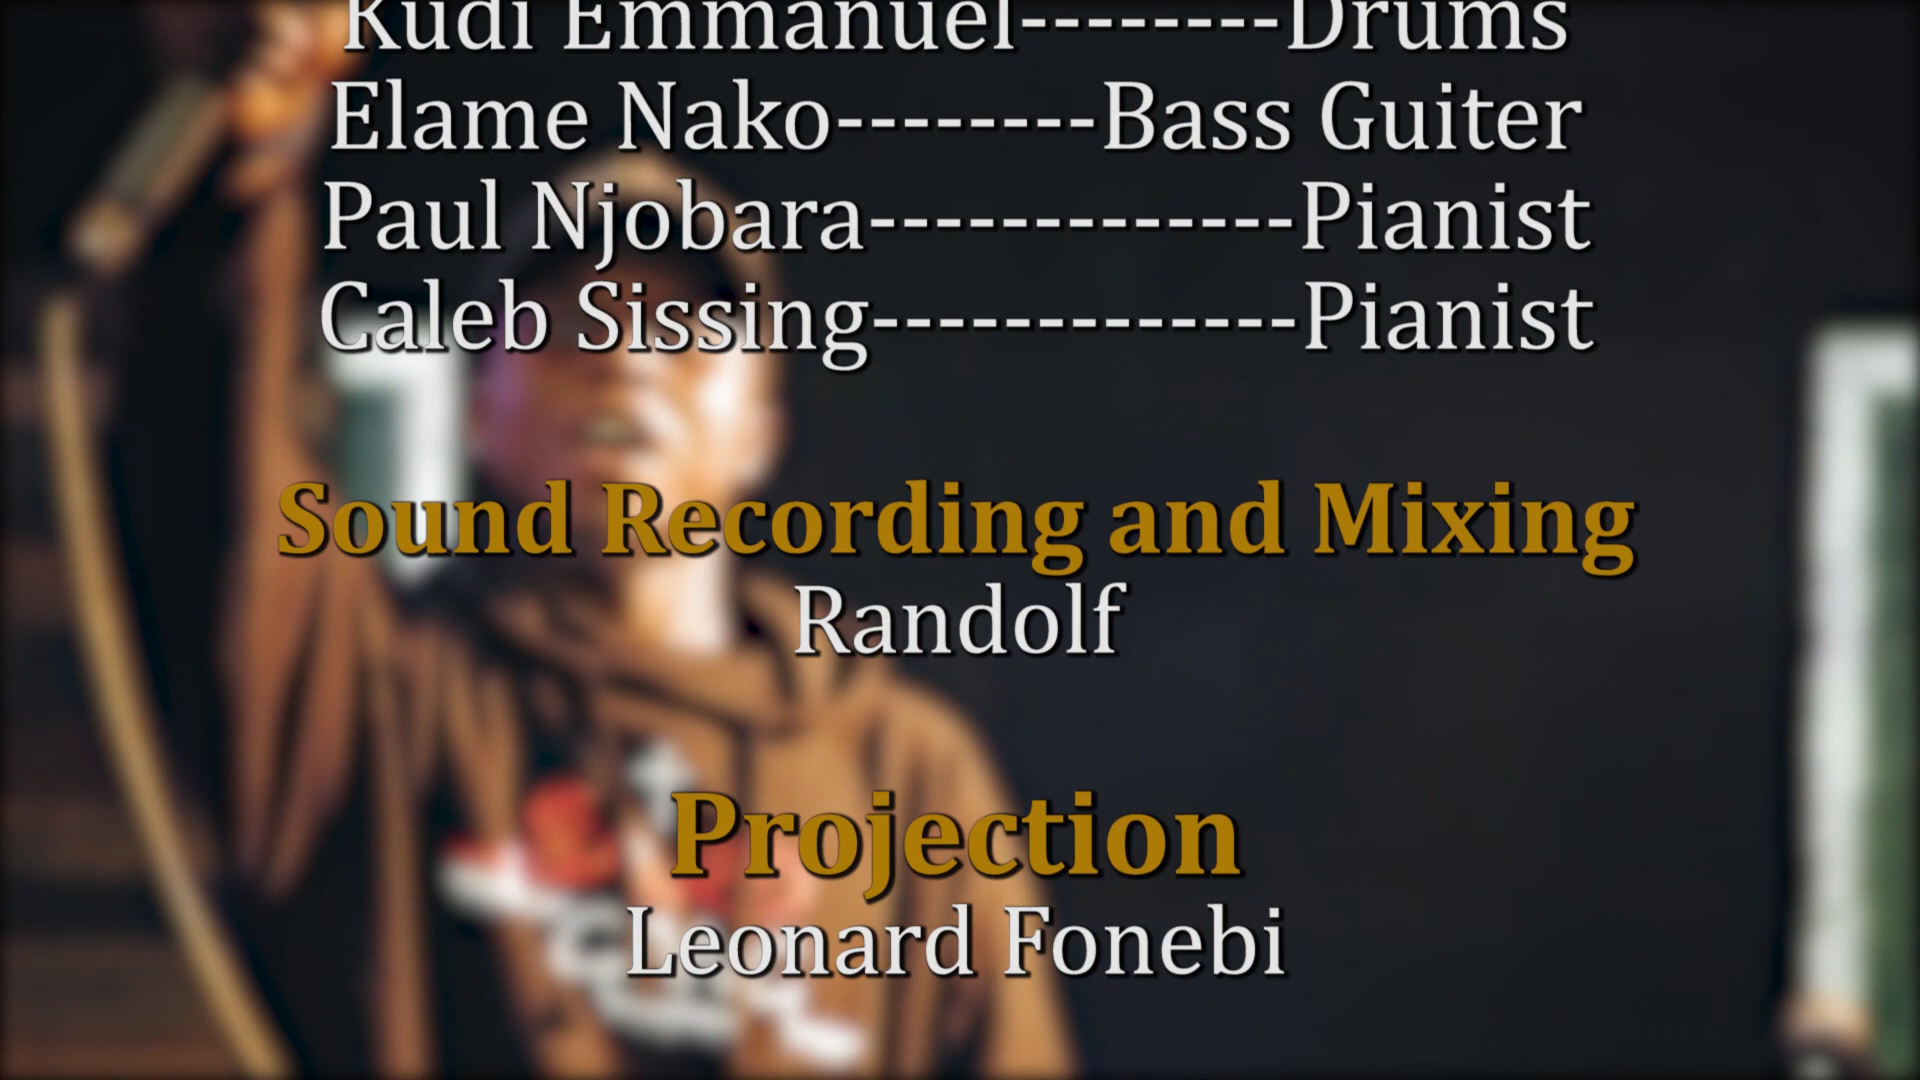 Kudi Emmanuel--------Drums
Elame Nako--------Bass Guiter
Paul Njobara-------------Pianist
Caleb Sissing-------------Pianist
Sound Recording and Mixing
Randolf
Projection
Leonard Fonebi